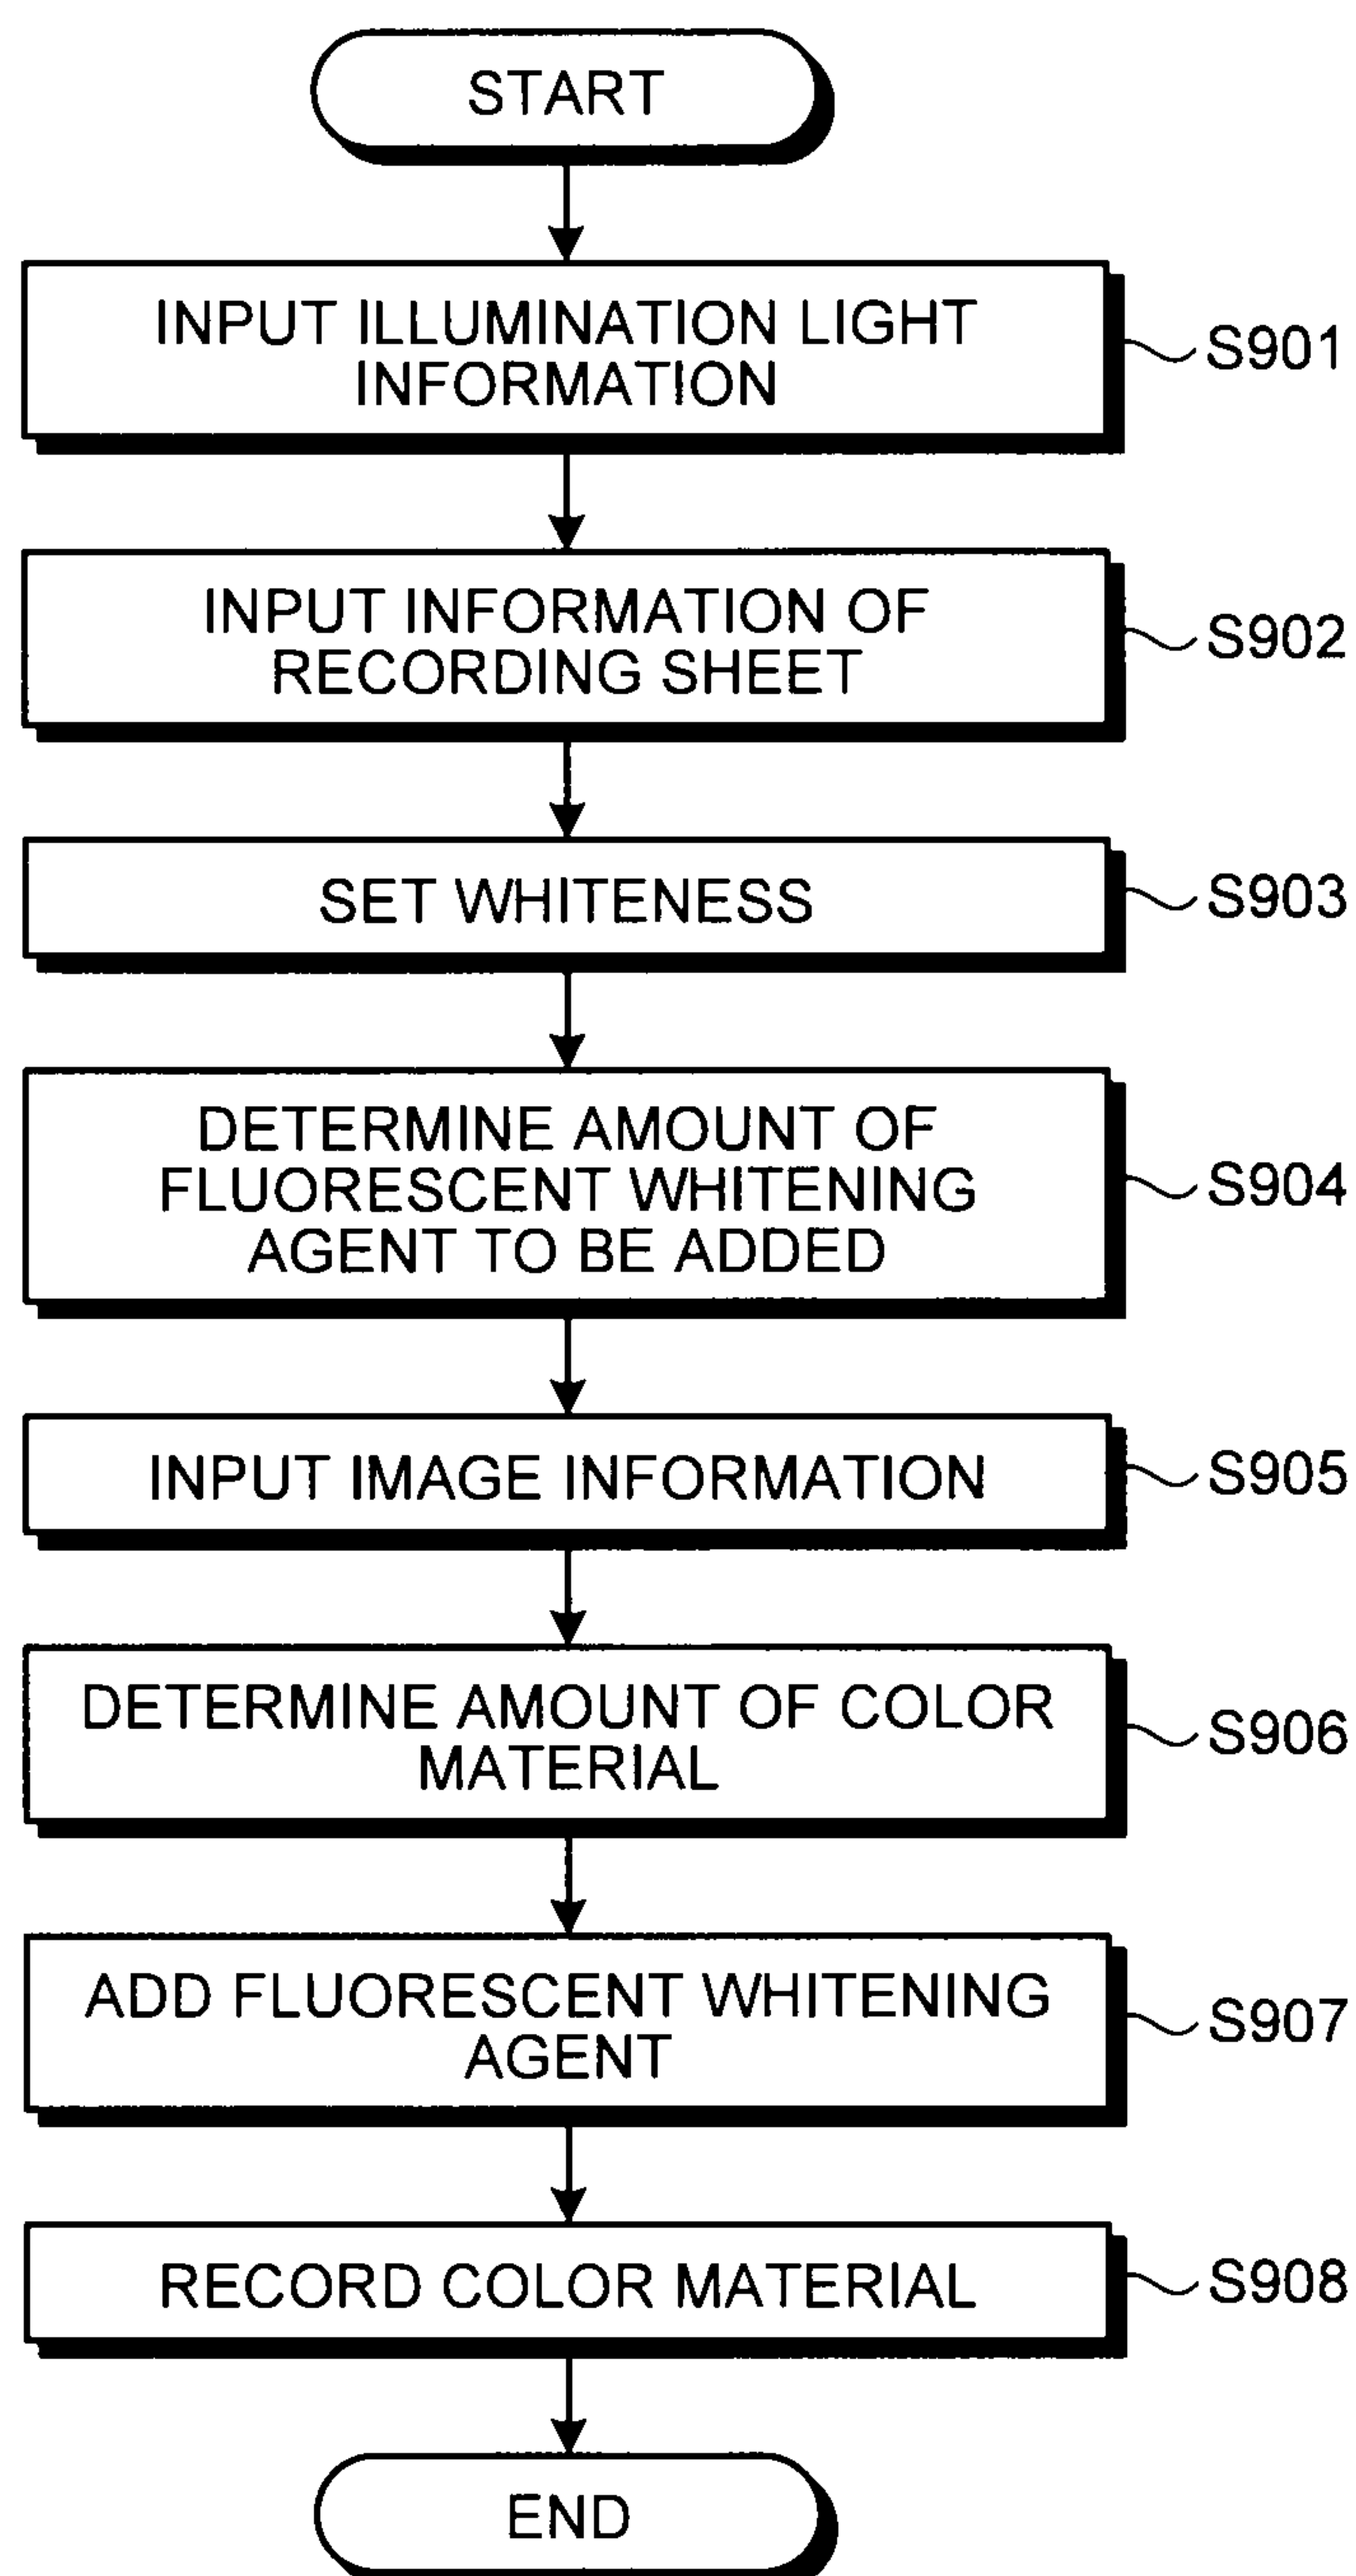 START
INPUT ILLUMINATION LIGHT
INFORMATION
S901
INPUT INFORMATION OF
RECORDING SHEET
S902
SET WHITENESS
S903
DETERMINE AMOUNT OF
FLUORESCENT WHITENING
AGENT TO BE ADDED
S904
INPUT IMAGE INFORMATION
S905
DETERMINE AMOUNT OF COLOR
MATERIAL
S906
ADD FLUORESCENT WHITENING
AGENT
S907
RECORD COLOR MATERIAL
S908
END